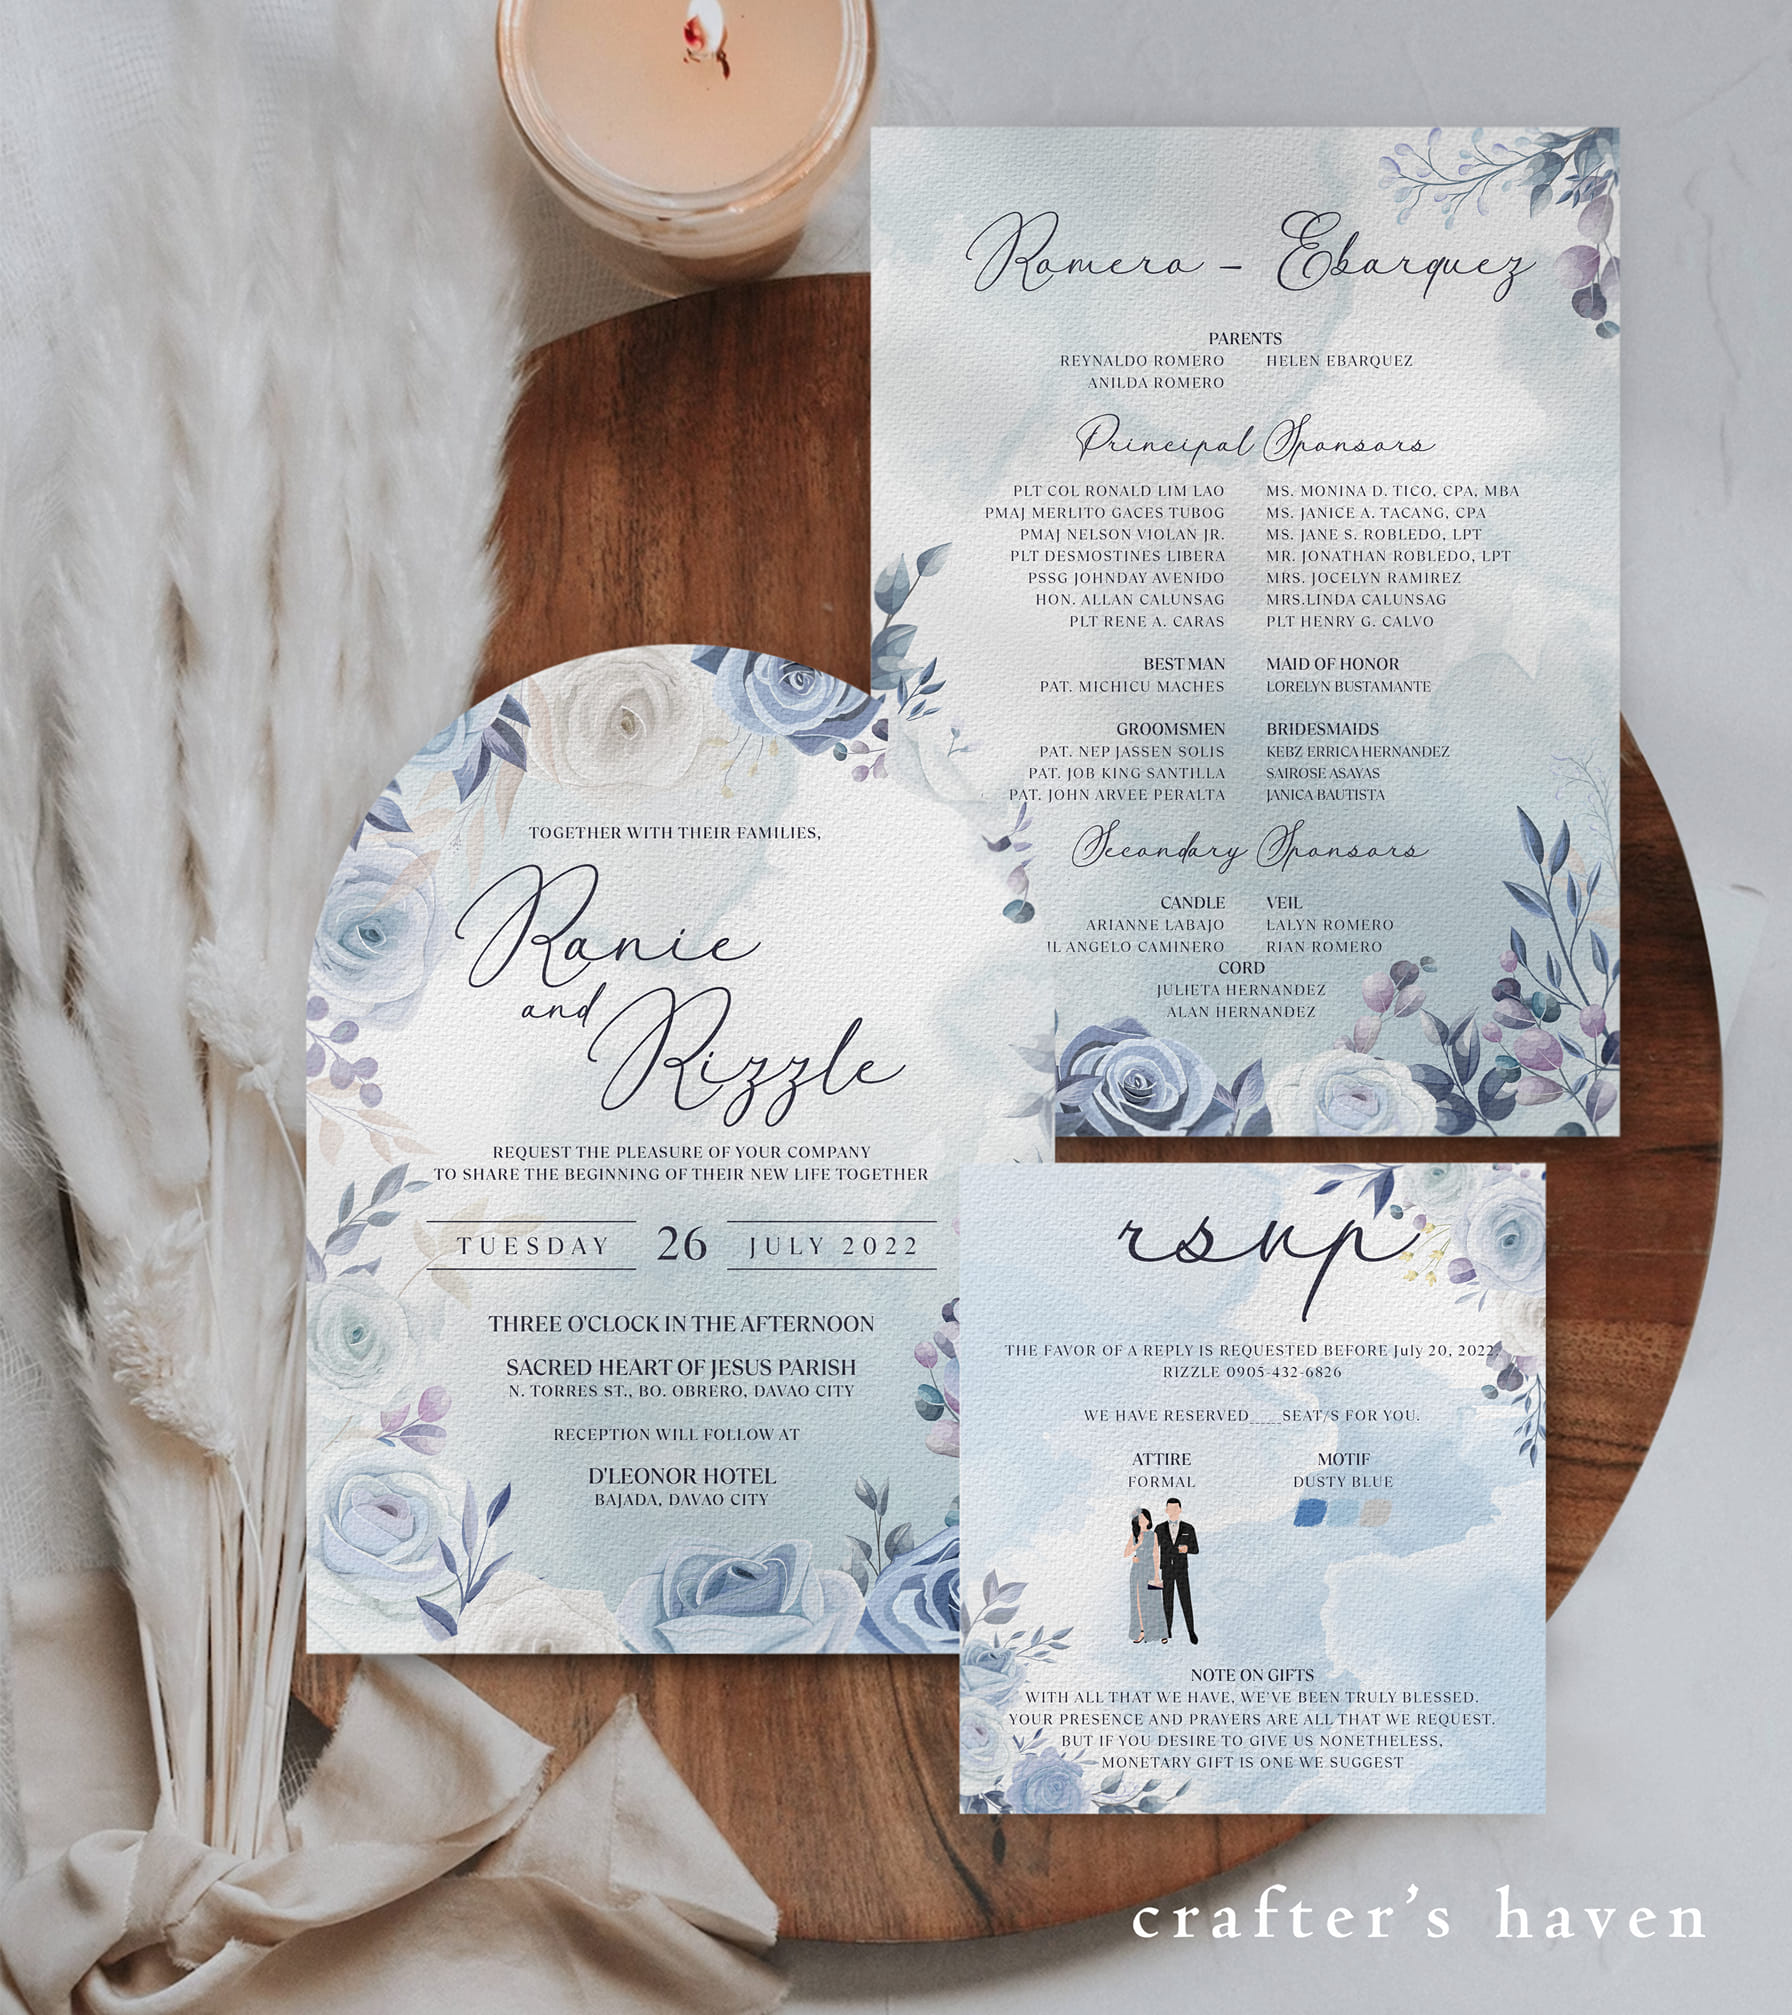 Romero - Ebarquez
PARENTS
REYNALDO ROMERO HELEN EBARQUEZ
ANILDA ROMERO
Principal Sponsors
PLT COL RONALD LIM LAO MS. MONINA D. TICO, CPA, MBA
PMAJ MERLITO GACES TUBOG MS. JANICE A. TACANG, CPA
PMAJ NELSON VIOLAN JR. MS. JANE S. ROBLEDO, LPT
PLT DESMOSTINES LIBERA MR. JONATHAN ROBLEDO, LPT
PSSG JOHNDAY AVENIDO MRS. JOCELYN RAMIREZ
HON. ALLAN CALUNSAG MRS.LINDA CALUNSAG
PLT RENE A. CARAS PLT HENRY G. CALVO
BEST MAN MAID OF HONOR
PAT. MICHICU MACHES LORELYN BUSTAMANTE
GROOMSMEN BRIDESMAIDS
PAT. NEP JASSEN SOLIS KEBZ ERRICA HERNANDEZ
PAT. JOB KING SANTILLA SAIROSE ASAYAS
PAT. JOHN ARVEE PERALTA JANICA BAUTISTA
Secondary Sponsors
CANDLE VEIL
ARIANNE LABAJO LALYN ROMERO
ANGELO CAMINERO RIAN ROMERO
CORD
JULIETA HERNANDEZ
ALAN HERNANDEZ
TOGETHER WITH THEIR FAMILIES,
Ranie
and
Rizzle
REQUEST THE PLEASURE OF YOUR COMPANY
TO SHARE THE BEGINNING OF THEIR NEW LIFE TOGETHER
TUESDAY 26 JULY 2022
THREE O'CLOCK IN THE AFTERNOON
SACRED HEART OF JESUS PARISH
N. TORRES ST., BO. OBRERO, DAVAO CITY
RECEPTION WILL FOLLOW AT
D'LEONOR HOTEL
BAJADA, DAVAO CITY
rsvp
THE FAVOR OF A REPLY IS REQUESTED BEFORE July 20, 2022.
RIZZLE 0905-432-6826
WE HAVE RESERVED_____SEAT/S FOR YOU.
ATTIRE MOTIF
FORMAL DUSTY BLUE
NOTE ON GIFTS
WITH ALL THAT WE HAVE, WE'VE BEEN TRULY BLESSED.
YOUR PRESENCE AND PRAYERS ARE ALL THAT WE REQUEST.
BUT IF YOU DESIRE TO GIVE US NONETHELESS,
MONETARY GIFT IS ONE WE SUGGEST
crafter's haven